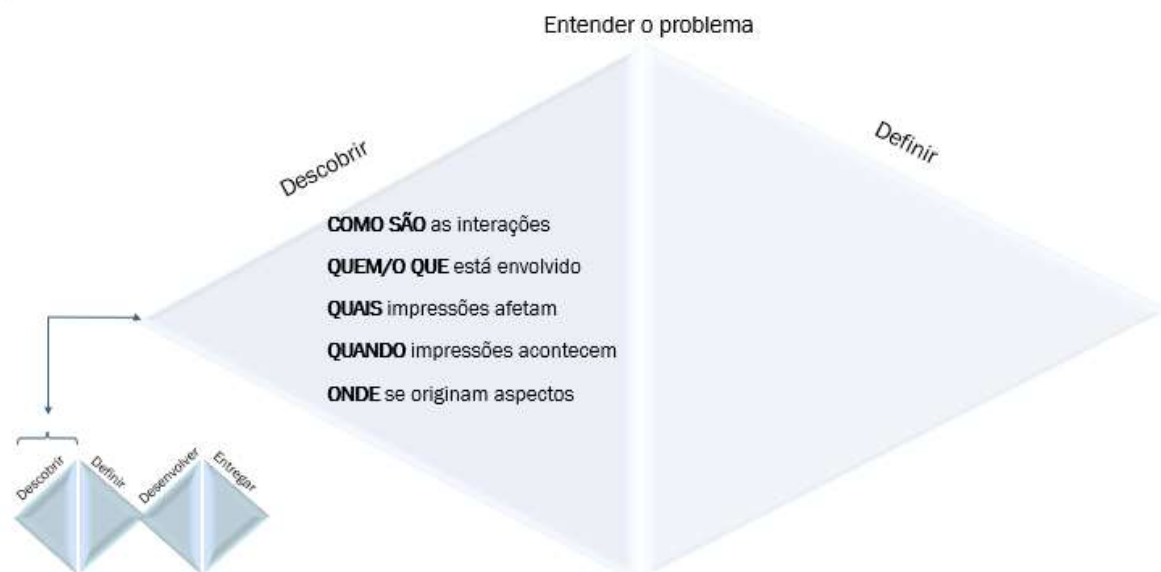 Entender o problema
Descobrir
Definir
COMO SÃO as interações
QUEM/O QUE está envolvido
QUAIS impressões afetam
QUANDO impressões acontecem
ONDE se originam aspectos
Descobrir
Definir
Desenvolver
Entregar